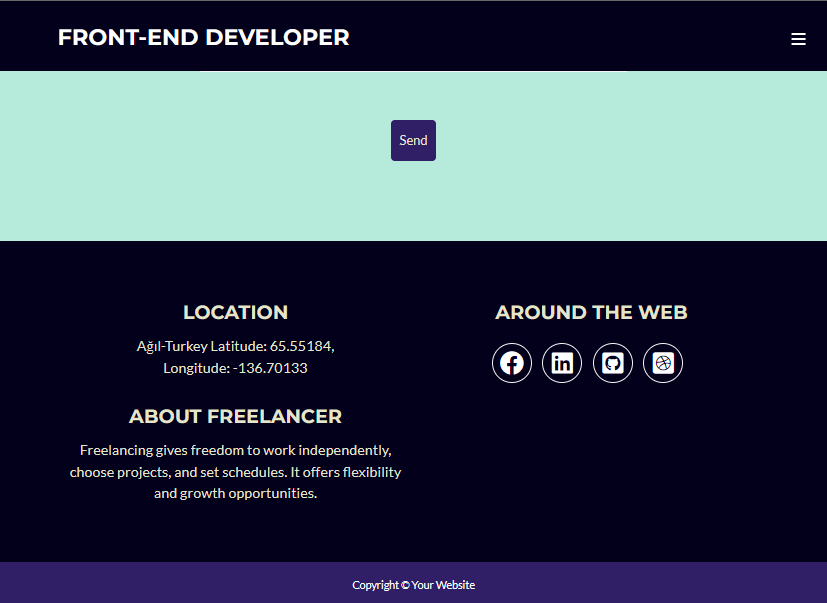 FRONT-END DEVELOPER
Send
LOCATION
Ağıl-Turkey Latitude: 65.55184,
Longitude: -136.70133
ABOUT FREELANCER
Freelancing gives freedom to work independently,
choose projects, and set schedules. It offers flexibility
and growth opportunities.
AROUND THE WEB
in
Copyright © Your Website